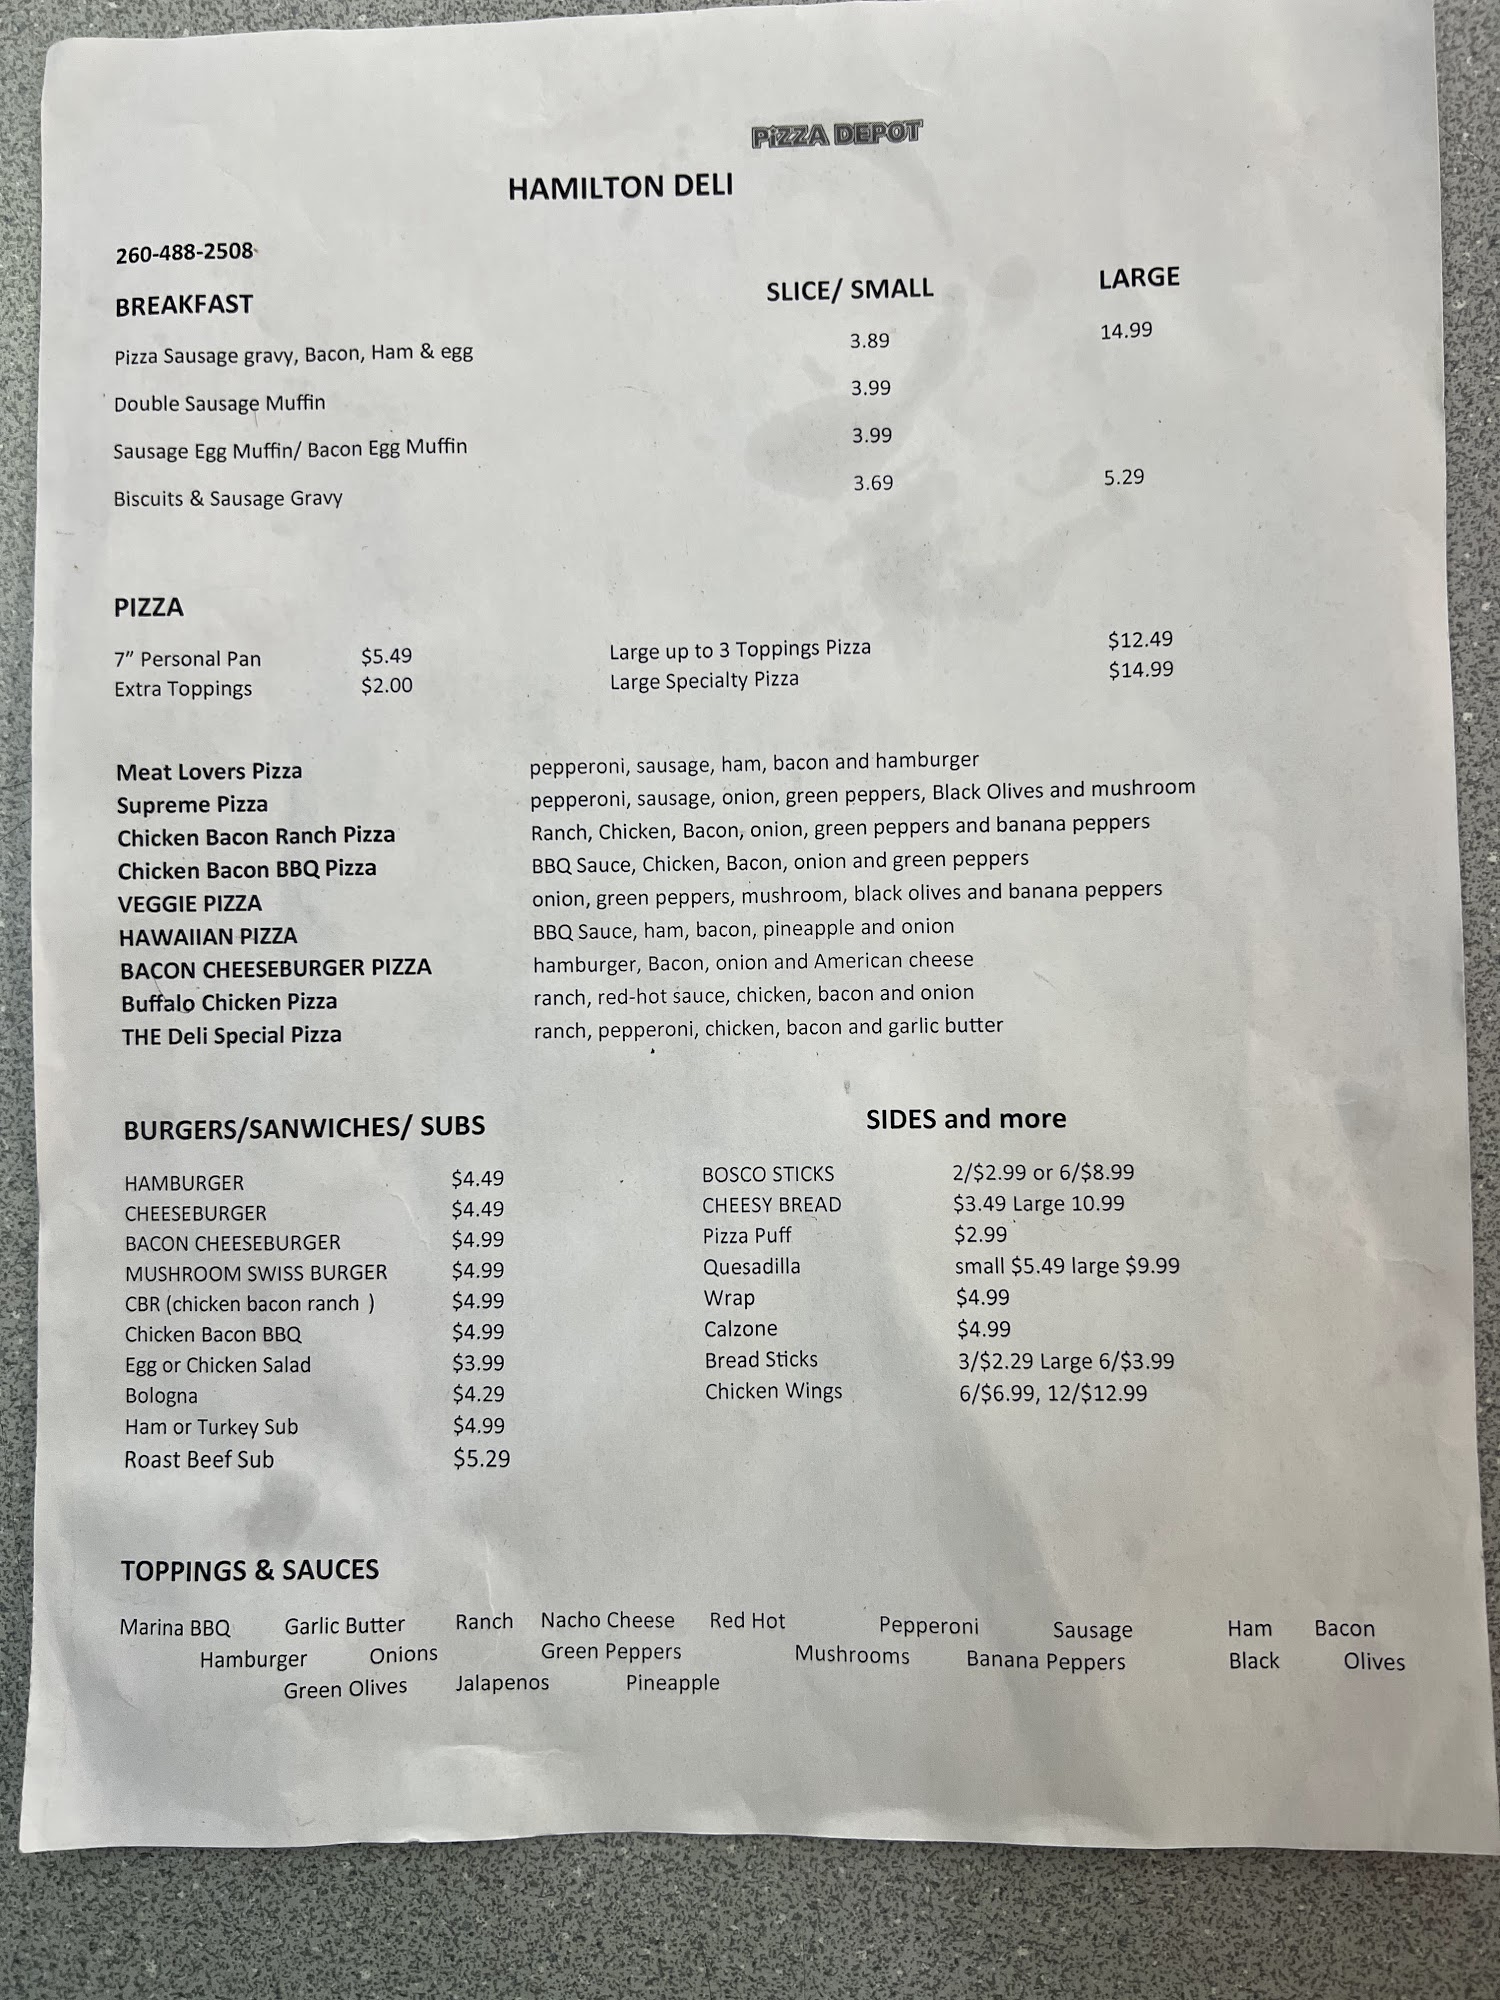 PiZZA DEPOT
HAMILTON DELI
260-488-2508
BREAKFAST SLICE/ SMALL LARGE
Pizza Sausage gravy, Bacon, Ham & egg 3.89 14.99
Double Sausage Muffin 3.99
Sausage Egg Muffin/ Bacon Egg Muffin 3.99
Biscuits & Sausage Gravy 3.69 5.29
PIZZA
7" Personal Pan $5.49 Large up to 3 Toppings Pizza $12.49
Extra Toppings $2.00 Large Specialty Pizza $14.99
Meat Lovers Pizza pepperoni, sausage, ham, bacon and hamburger
Supreme Pizza pepperoni, sausage, onion, green peppers, Black Olives and mushroom
Chicken Bacon Ranch Pizza Ranch, Chicken, Bacon, onion, green peppers and banana peppers
Chicken Bacon BBQ Pizza BBQ Sauce, Chicken, Bacon, onion and green peppers
VEGGIE PIZZA onion, green peppers, mushroom, black olives and banana peppers
HAWAIIAN PIZZA BBQ Sauce, ham, bacon, pineapple and onion
BACON CHEESEBURGER PIZZA hamburger, Bacon, onion and American cheese
Buffalo Chicken Pizza ranch, red-hot sauce, chicken, bacon and onion
THE Deli Special Pizza ranch, pepperoni, chicken, bacon and garlic butter
BURGERS/SANWICHES/ SUBS SIDES and more
HAMBURGER $4.49 BOSCO STICKS 2/$2.99 or 6/$8.99
CHEESEBURGER $4.49 CHEESY BREAD $3.49 Large 10.99
BACON CHEESEBURGER $4.99 Pizza Puff $2.99
MUSHROOM SWISS BURGER $4.99 Quesadilla small $5.49 large $9.99
CBR (chicken bacon ranch ) $4.99 Wrap $4.99
Chicken Bacon BBQ $4.99 Calzone $4.99
Egg or Chicken Salad $3.99 Bread Sticks 3/$2.29 Large 6/$3.99
Bologna $4.29 Chicken Wings 6/$6.99, 12/$12.99
Ham or Turkey Sub $4.99
Roast Beef Sub $5.29
TOPPINGS & SAUCES
Marina BBQ Garlic Butter Ranch Nacho Cheese Red Hot Pepperoni Sausage Ham Bacon
Hamburger Onions Green Peppers Mushrooms Banana Peppers Black Olives
Green Olives Jalapenos Pineapple